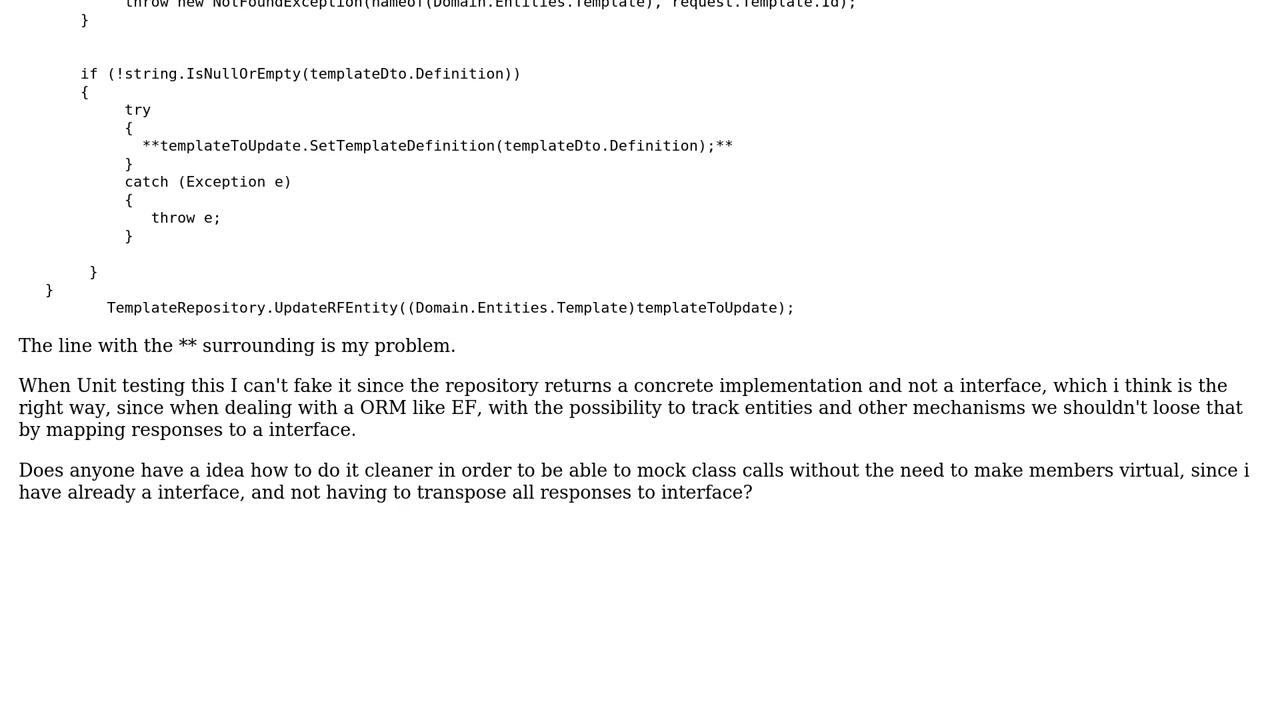 throw new NotFoundException(nameof(Domain.Entities.Template), request.Template.Id);
}
if (!string.IsNullOrEmpty(templateDto.Definition))
{
try
{
**templateToUpdate.SetTemplateDefinition(templateDto.Definition);**
}
catch (Exception e)
{
throw e;
}
}
}
TemplateRepository.UpdateRFEntity((Domain.Entities.Template)templateToUpdate);
The line with the ** surrounding is my problem.
When Unit testing this I can't fake it since the repository returns a concrete implementation and not a interface, which i think is the
right way, since when dealing with a ORM like EF, with the possibility to track entities and other mechanisms we shouldn't loose that
by mapping responses to a interface.
Does anyone have a idea how to do it cleaner in order to be able to mock class calls without the need to make members virtual, since i
have already a interface, and not having to transpose all responses to interface?